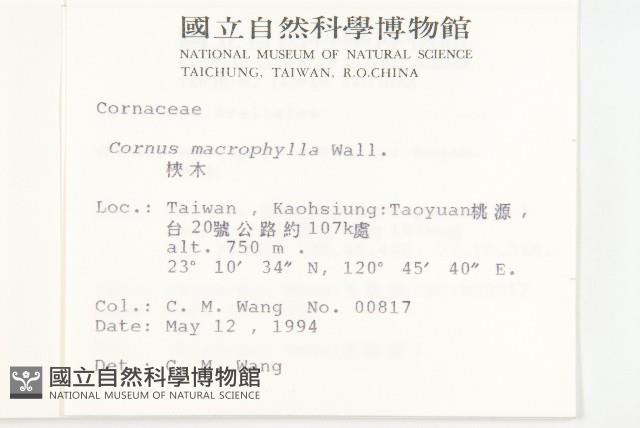 國立自然科學博物館
NATIONAL MUSEUM OF NATURAL SCIENCE
TAICHUNG, TAIWAN, R.O.CHINA
Cornaceae
Cornus macrophylla Wall.
梜木
Loc.: Taiwan , Kaohsiung:Taoyuan桃源 ,
台 20號公路約 107k處
alt. 750 m .
23° 10′ 34″ N, 120° 45′ 40″ E.
Col.: C. M. Wang No. 00817
Date: May 12 , 1994
Det.: C. M. Wang
國立自然科學博物館
NATIONAL MUSEUM OF NATURAL SCIENCE